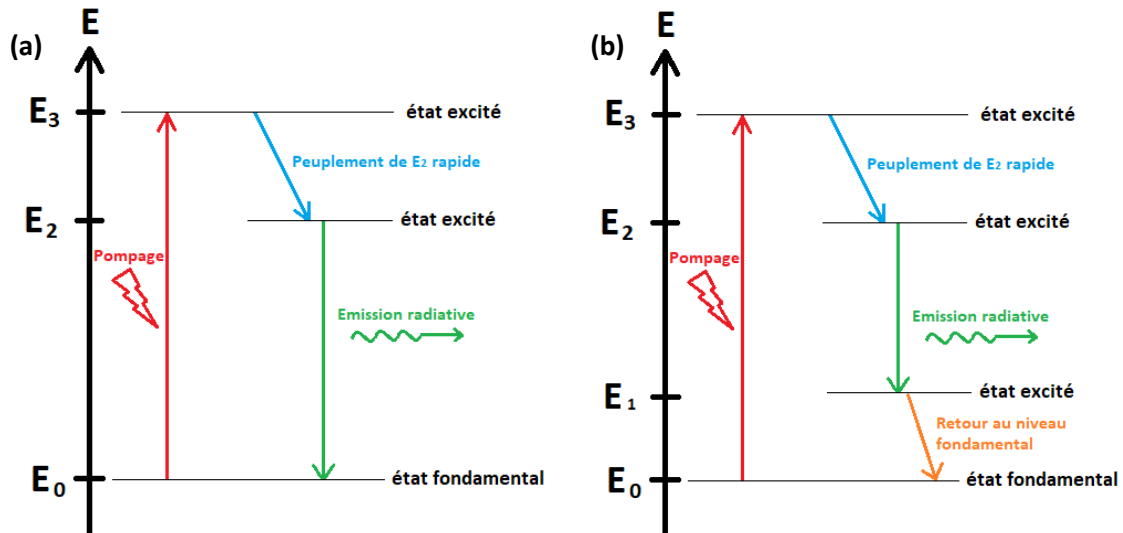 (a)
E
E3
état excité
Peuplement de E2 rapide
E2
état excité
Pompage
Emission radiative
E0
état fondamental
(b)
E
E3
état excité
Peuplement de E2 rapide
E2
état excité
Pompage
Emission radiative
E1
état excité
Retour au niveau
fondamental
E0
état fondamental